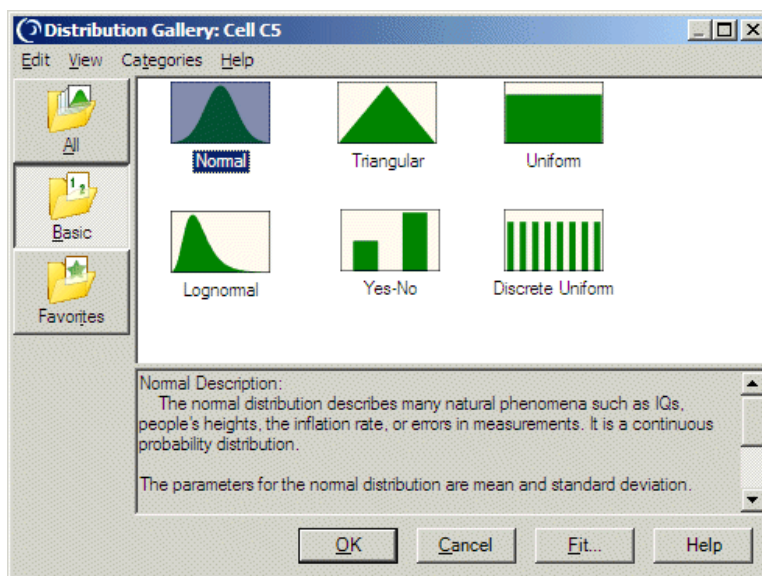 Distribution Gallery: Cell C5
Edit View Categories Help
All
Basic
Favorites
Normal Triangular Uniform
Lognormal Yes-No Discrete Uniform
Normal Description:
The normal distribution describes many natural phenomena such as IQs,
people's heights, the inflation rate, or errors in measurements. It is a continuous
probability distribution.
The parameters for the normal distribution are mean and standard deviation.
OK Cancel Fit... Help